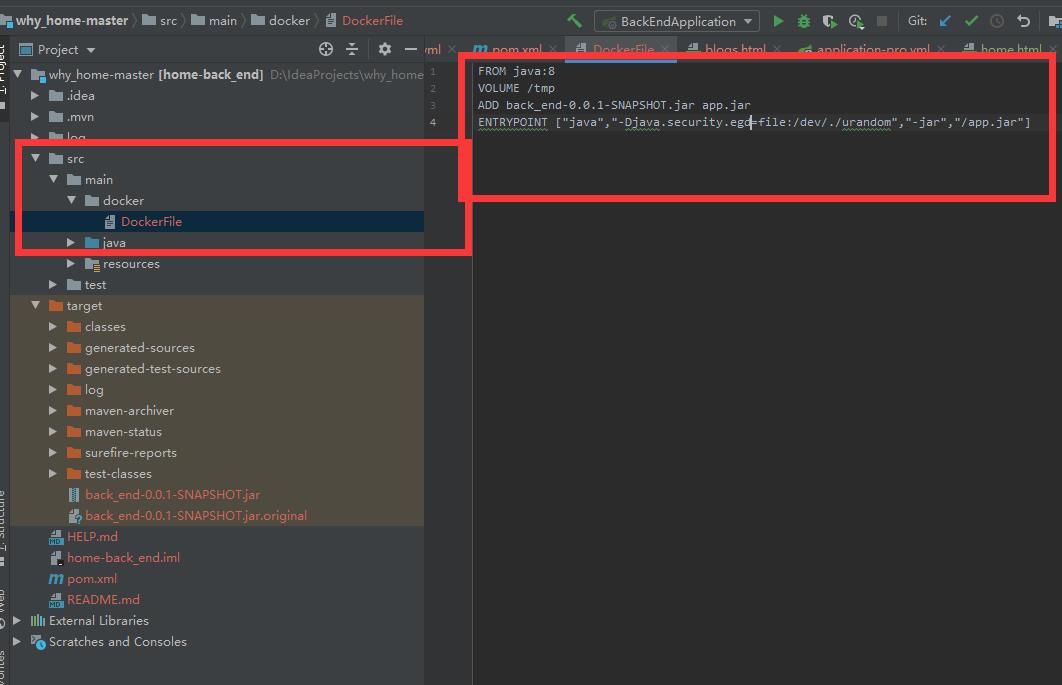 why_home-master src main docker DockerFile
BackEndApplication
Git:
Project
yml
pom.xml
DockerFile
blogs.html
application-pro.yml
home.html
1: Project
why_home-master [home-back_end] D:\IdeaProjects\why_home
.idea
.mvn
log
src
main
docker
DockerFile
java
resources
test
target
classes
generated-sources
generated-test-sources
log
maven-archiver
maven-status
surefire-reports
test-classes
back_end-0.0.1-SNAPSHOT.jar
back_end-0.0.1-SNAPSHOT.jar.original
HELP.md
home-back_end.iml
pom.xml
README.md
External Libraries
Scratches and Consoles
1 FROM java:8
2 VOLUME /tmp
3 ADD back_end-0.0.1-SNAPSHOT.jar app.jar
4 ENTRYPOINT ["java","-Djava.security.egd=file:/dev/./urandom","-jar","/app.jar"]
7: Structure
Web